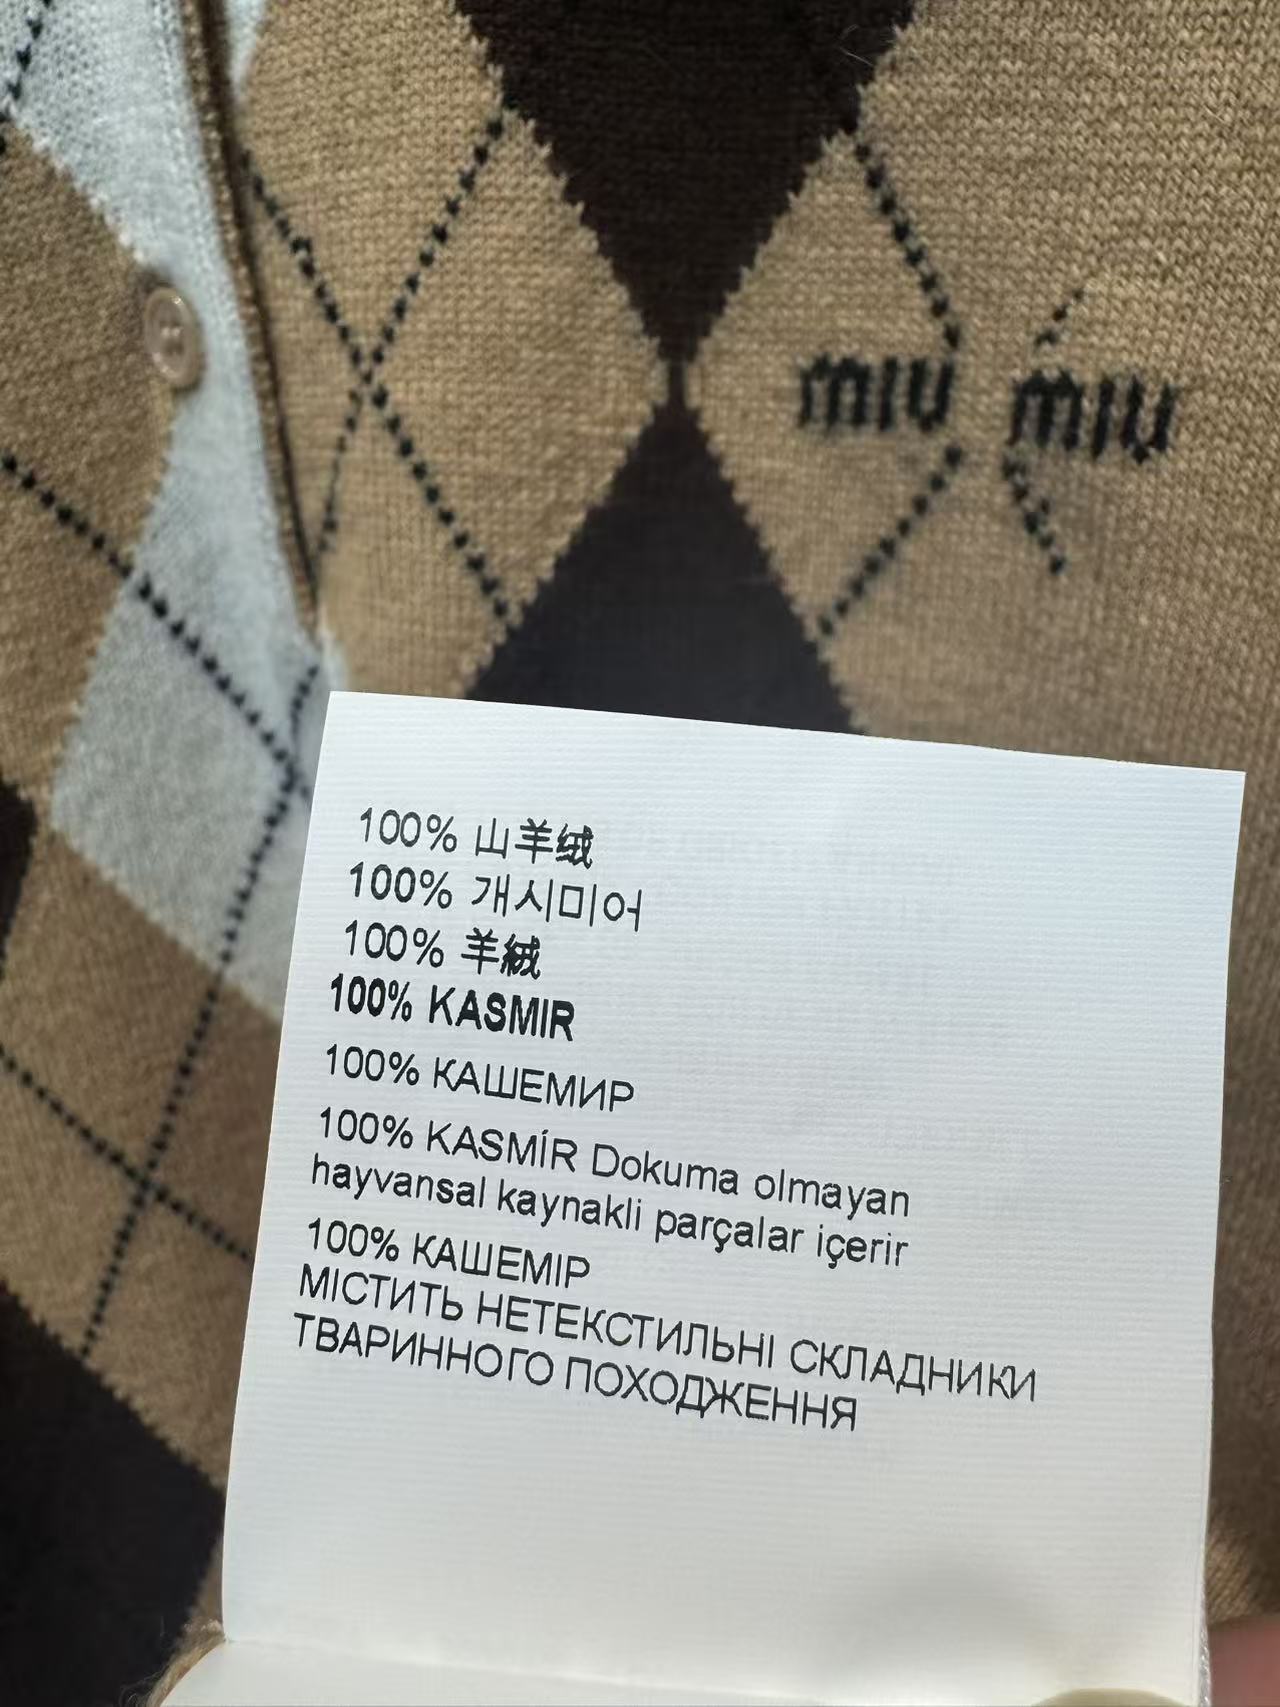 miu miu
100% 山羊绒
100% 개시미어
100% 羊絨
100% KASMIR
100% КАШЕМИР
100% KASMÍR Dokuma olmayan
hayvansal kaynakli parçalar içerir
100% КАШЕМІР
МІСТИТЬ НЕТЕКСТИЛЬНІ СКЛАДНИКИ
ТВАРИННОГО ПОХОДЖЕННЯ